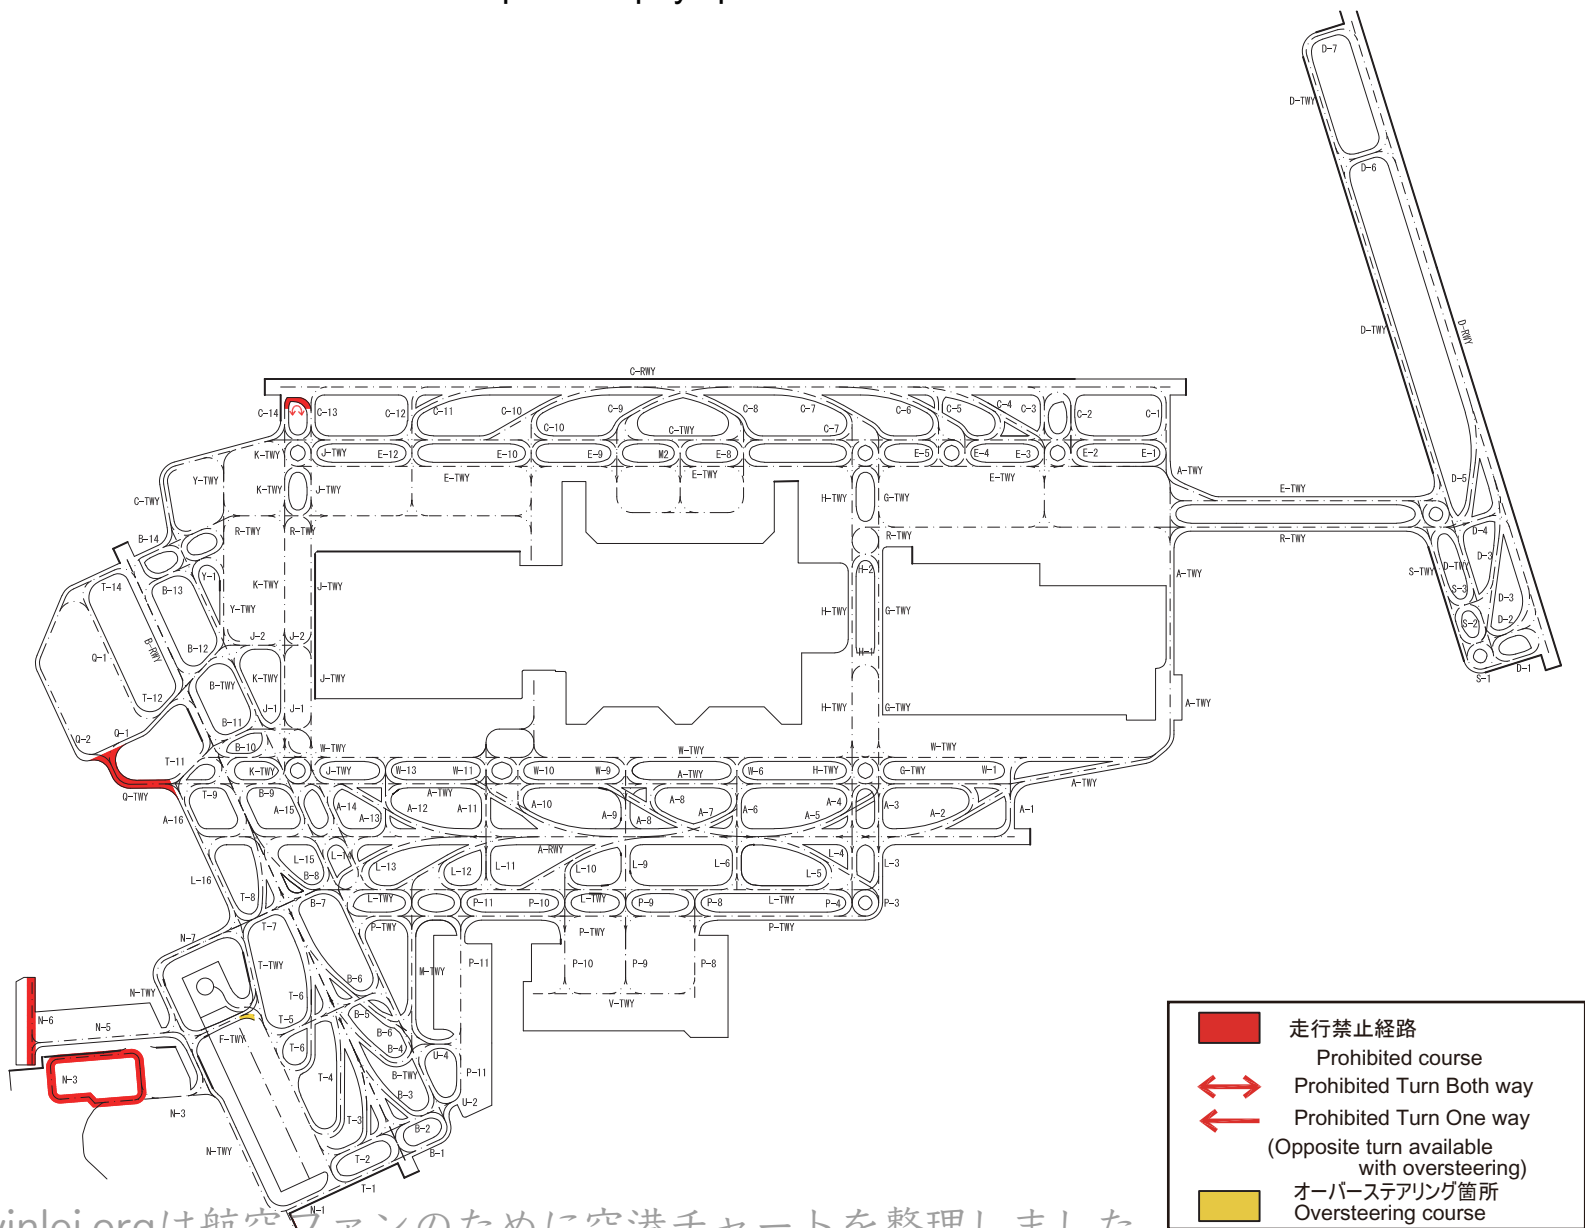 D-7
D-TWY
D-6
D-TWY
D-RWY
C-RWY
C-14
C-13
C-12
C-11
C-10
C-9
C-8
C-7
C-6
C-5
C-4
C-3
C-2
C-1
C-10
C-TWY
C-7
K-TWY
J-TWY
E-12
E-10
E-9
M2
E-8
E-5
E-4
E-3
E-2
E-1
Y-TWY
E-TWY
E-TWY
E-TWY
A-TWY
D-5
C-TWY
K-TWY
J-TWY
H-TWY
G-TWY
E-TWY
B-14
R-TWY
R-TWY
R-TWY
R-TWY
D-4
D-3
T-14
B-13
Y-1
K-TWY
J-TWY
H-2
A-TWY
S-TWY
D-TWY
S-3
D-3
Y-TWY
H-TWY
G-TWY
S-2
D-2
Q-1
B-RWY
B-12
J-2
J-2
H-1
D-1
S-1
T-12
B-TWY
K-TWY
J-TWY
J-1
J-1
H-TWY
G-TWY
A-TWY
Q-2
Q-1
B-11
B-10
W-TWY
W-TWY
W-TWY
T-11
K-TWY
J-TWY
W-13
W-11
W-10
W-9
A-TWY
W-6
H-TWY
G-TWY
W-1
A-TWY
Q-TWY
T-9
B-9
A-15
A-14
A-13
A-12
A-TWY
A-11
A-10
A-9
A-8
A-8
A-7
A-6
A-5
A-4
A-3
A-2
A-1
A-16
A-RWY
L-16
L-15
L-14
L-13
L-12
L-11
L-10
L-9
L-6
L-5
L-4
L-3
B-8
T-8
B-7
L-TWY
P-11
P-10
L-TWY
P-9
P-8
L-TWY
P-4
P-3
N-7
T-7
P-TWY
P-TWY
P-TWY
T-TWY
B-6
M-TWY
P-11
P-10
P-9
P-8
N-TWY
T-6
V-TWY
N-6
N-5
T-5
B-5
B-6
F-TWY
T-6
B-4
U-4
N-3
T-4
B-TWY
P-11
N-3
B-3
U-2
T-3
B-2
N-TWY
T-2
B-1
T-1
N-1
走行禁止経路
Prohibited course
Prohibited Turn Both way
Prohibited Turn One way
(Opposite turn available
with oversteering)
オーバーステアリング箇所
Oversteering course